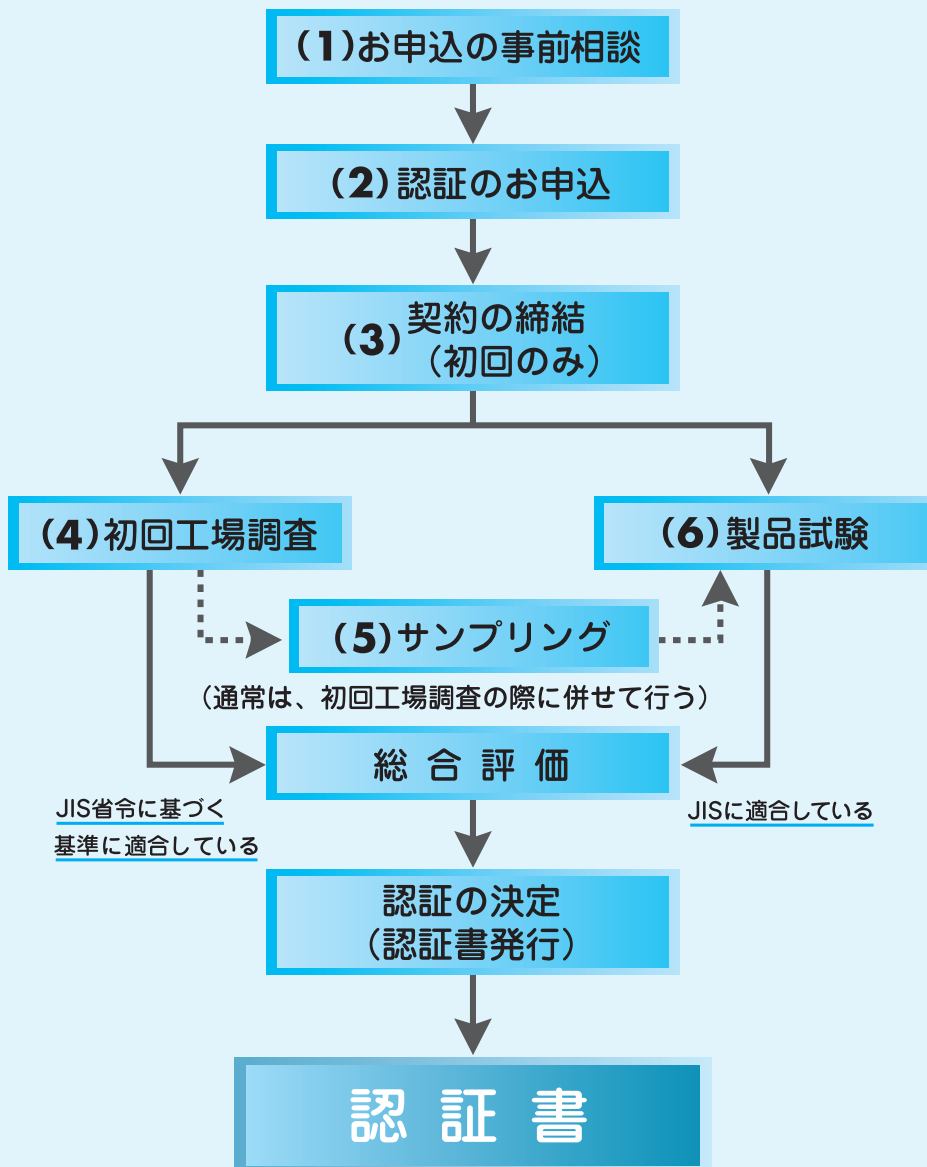 (1)お申込の事前相談
(2)認証のお申込
(3)契約の締結
(初回のみ)
(4)初回工場調査
(6)製品試験
(5)サンプリング
(通常は、初回工場調査の際に併せて行う)
総合評価
JIS省令に基づく
基準に適合している
JISに適合している
認証の決定
(認証書発行)
認証書